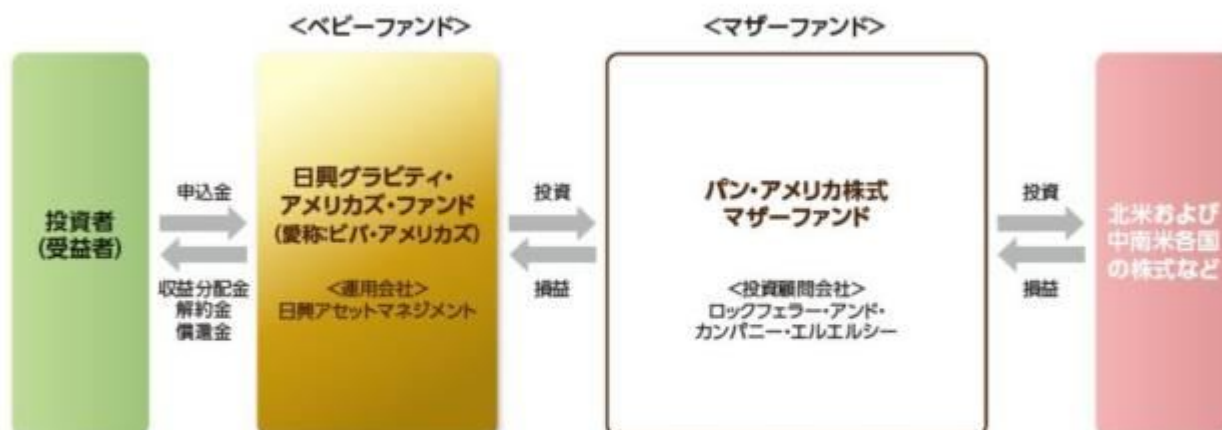 <ベビーファンド>
<マザーファンド>
投資者
(受益者)
申込金
収益分配金
解約金
償還金
日興グラビティ・
アメリカズ・ファンド
(愛称:ビバ・アメリカズ)
<運用会社>
日興アセットマネジメント
投資
損益
パン・アメリカ株式
マザーファンド
<投資顧問会社>
ロックフェラー・アンド・
カンパニー・エルエルシー
投資
損益
北米および
中南米各国
の株式など